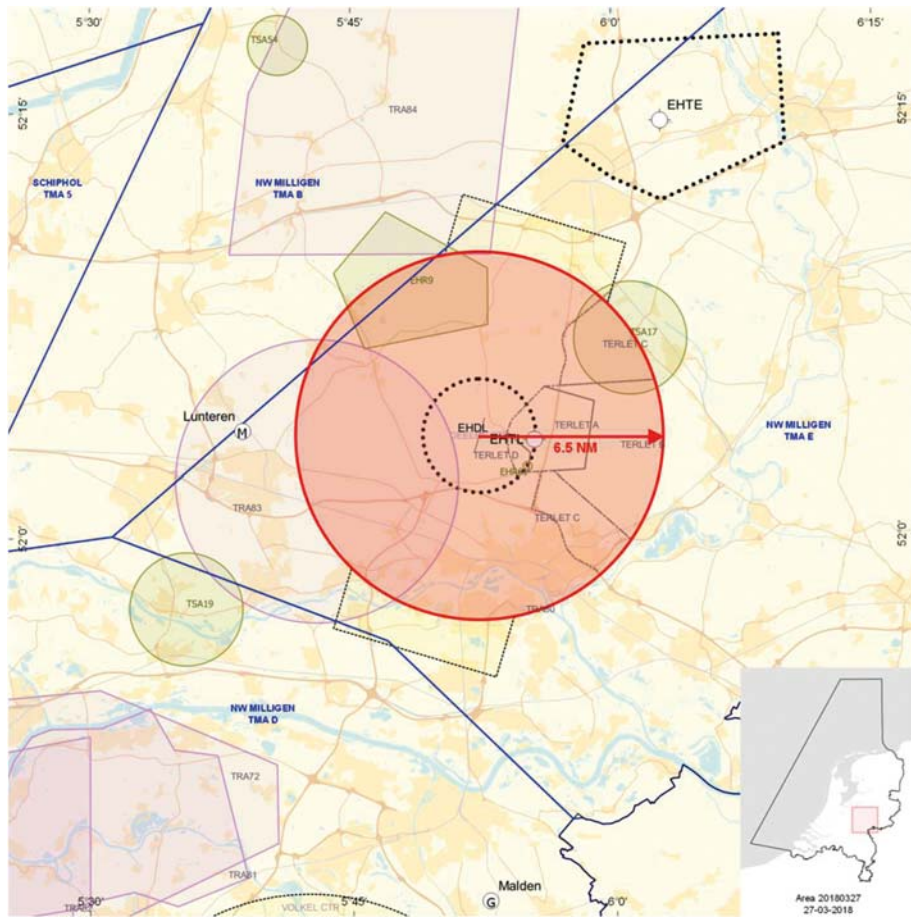 5°30
5°45
6°0
6°15
TSA54
TRA84
52°15
EHTE
52°15
SCHIPHOL
TMA 5
NW MILLIGEN
TMA B
EHR9
TSA17
TERLET C
Lunteren
M
EHDL
EHTL
TERLET A
NW MILLIGEN
TMA E
6.5 NM
TERLET D
TRA83
TERLET C
52°0
52°0
TSA19
NW MILLIGEN
TMA D
TRA72
TRA81
5°30
5°45
6°0
Malden
G
VOLKEL CTR
Area 20180327
27-03-2018